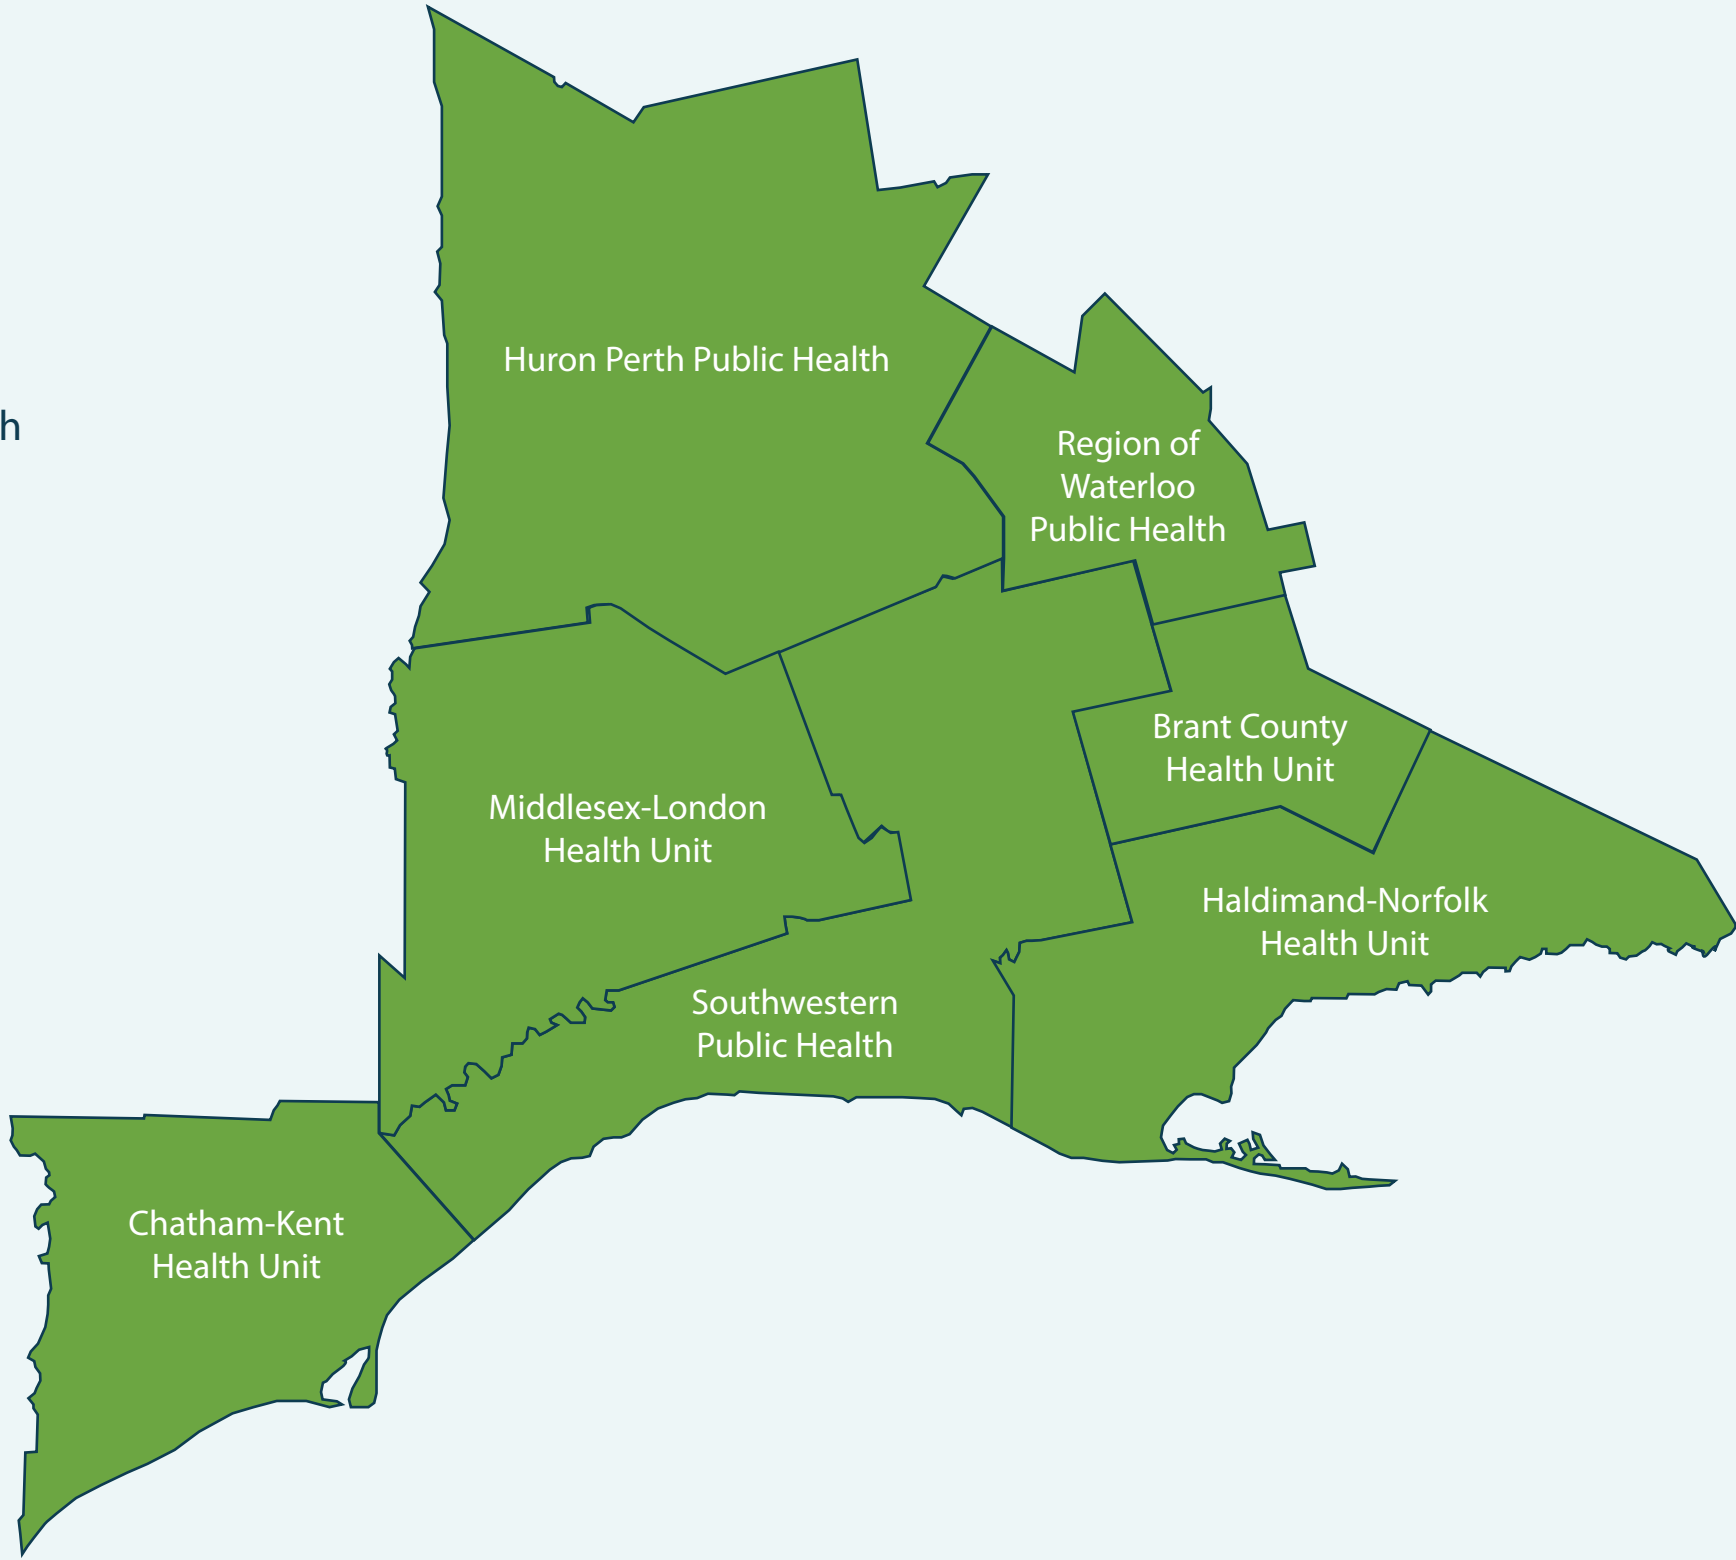 Huron Perth Public Health
h
Region of
Waterloo
Public Health
Brant County
Health Unit
Middlesex-London
Health Unit
Haldimand-Norfolk
Health Unit
Southwestern
Public Health
Chatham-Kent
Health Unit